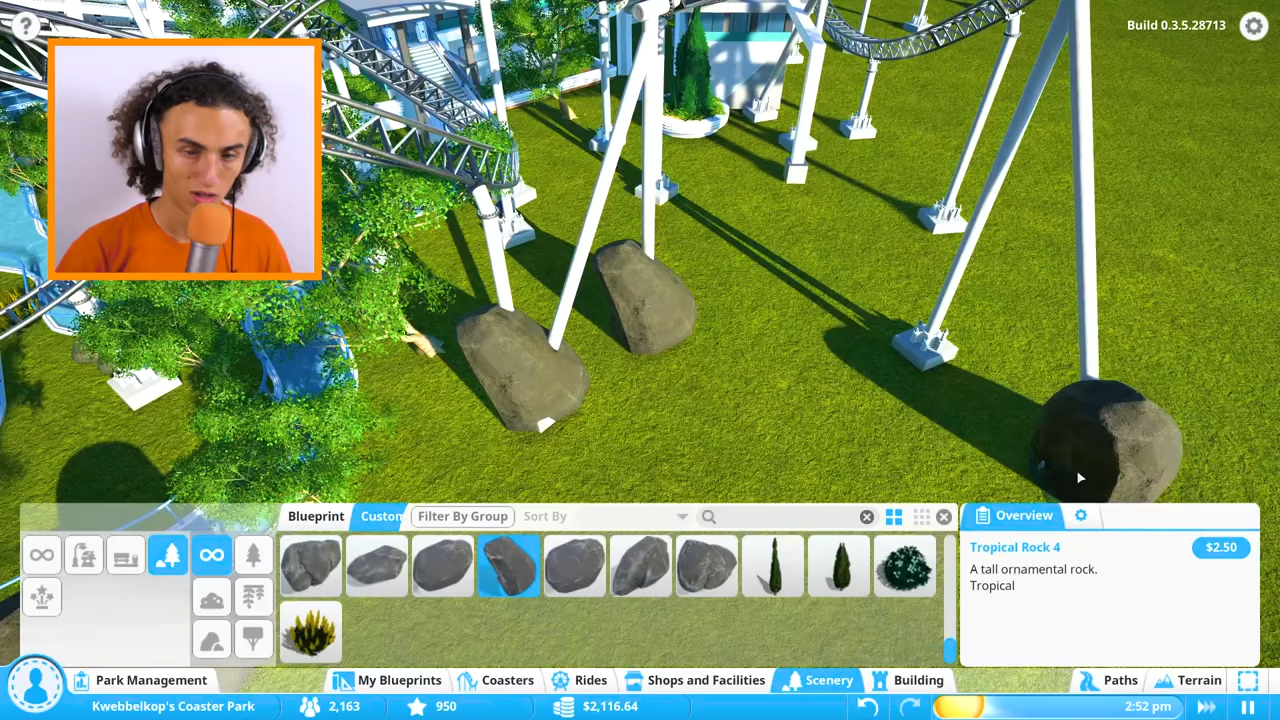 ?
Build 0.3.5.28713
Blueprint Custom Filter By Group Sort By
Overview
Tropical Rock 4 $2.50
A tall ornamental rock.
Tropical
Park Management My Blueprints Coasters Rides Shops and Facilities Scenery Building Paths Terrain
Kwebbelkop's Coaster Park 2,163 950 $2,116.64 2:52 pm